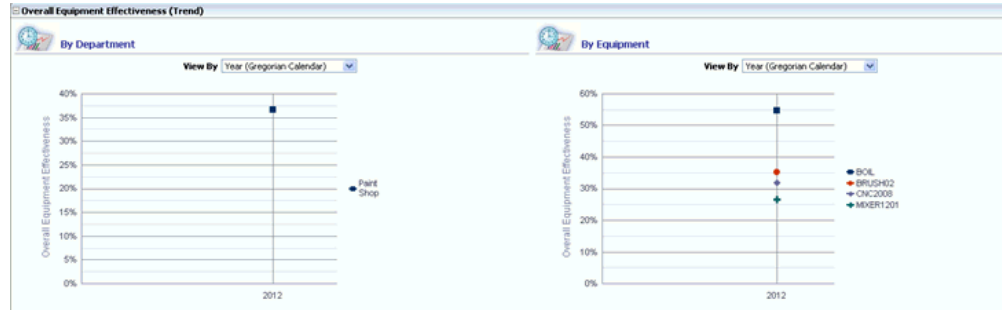 Overall Equipment Effectiveness (Trend)
By Department
View By Year (Gregorian Calendar)
40%
35%
30%
25%
20%
15%
10%
5%
0%
Overall Equipment Effectiveness
2012
Paint
Shop
By Equipment
View By Year (Gregorian Calendar)
60%
50%
40%
30%
20%
10%
0%
Overall Equipment Effectiveness
2012
BOIL
BRUSH02
CNC2008
MIXER1201